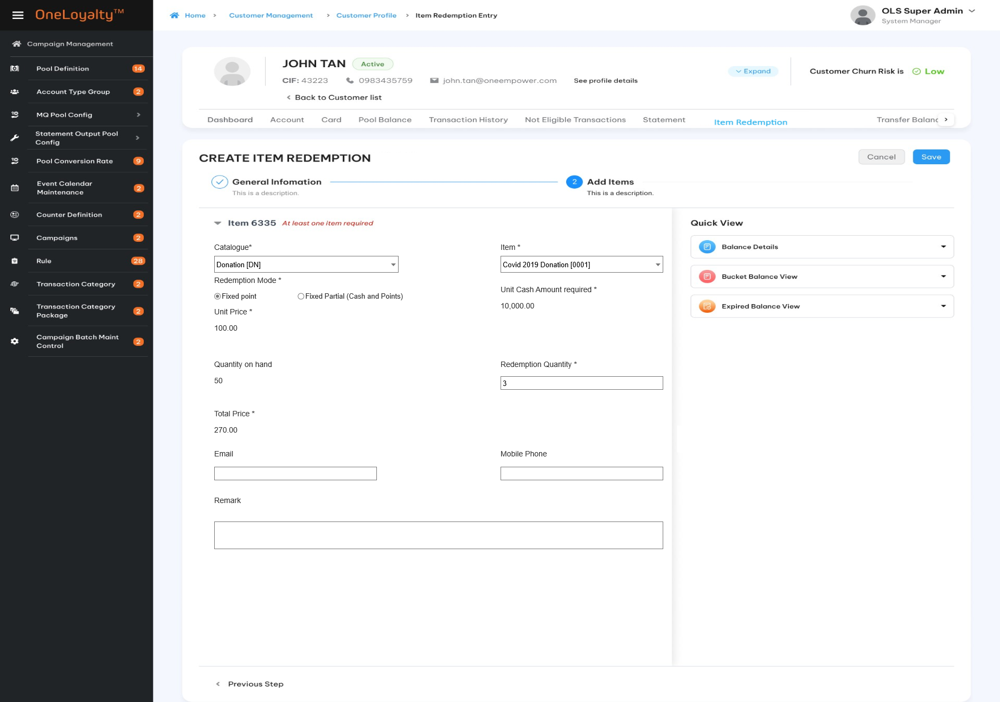 OneLoyalty™
Home > Customer Management > Customer Profile > Item Redemption Entry
OLS Super Admin
System Manager
Campaign Management
Pool Definition 14
Account Type Group 2
MQ Pool Config >
Statement Output Pool
Config >
Pool Conversion Rate 9
Event Calendar
Maintenance 2
Counter Definition 2
Campaigns 2
Rule 28
Transaction Category 2
Transaction Category
Package 2
Campaign Batch Maint
Control 2
JOHN TAN Active
CIF: 43223 0983435759 john.tan@oneempower.com See profile details
< Back to Customer list
Expand
Customer Churn Risk is Low
Dashboard Account Card Pool Balance Transaction History Not Eligible Transactions Statement Item Redemption Transfer Balanc >
CREATE ITEM REDEMPTION
Cancel Save
General Infomation
This is a description.
2 Add Items
This is a description.
Item 6335 At least one item required
Catalogue*
Donation [DN]
Item *
Covid 2019 Donation [0001]
Redemption Mode *
Fixed point Fixed Partial (Cash and Points)
Unit Cash Amount required *
10,000.00
Unit Price *
100.00
Quantity on hand
50
Redemption Quantity *
3
Total Price *
270.00
Email
Mobile Phone
Remark
Quick View
Balance Details
Bucket Balance View
Expired Balance View
< Previous Step